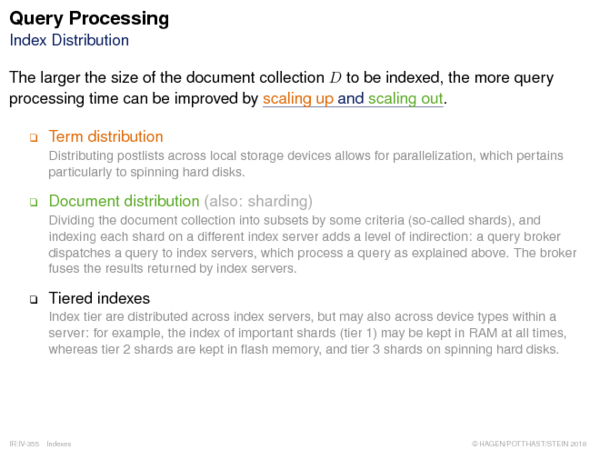 Query Processing
Index Distribution
The larger the size of the document collection D to be indexed, the more query
processing time can be improved by scaling up and scaling out.
❑ Term distribution
Distributing postlists across local storage devices allows for parallelization, which pertains
particularly to spinning hard disks.
❑ Document distribution (also: sharding)
Dividing the document collection into subsets by some criteria (so-called shards), and
indexing each shard on a different index server adds a level of indirection: a query broker
dispatches a query to index servers, which process a query as explained above. The broker
fuses the results returned by index servers.
❑ Tiered indexes
Index tier are distributed across index servers, but may also across device types within a
server: for example, the index of important shards (tier 1) may be kept in RAM at all times,
whereas tier 2 shards are kept in flash memory, and tier 3 shards on spinning hard disks.
IR:IV-355 Indexes
© HAGEN/POTTHAST/STEIN 2018